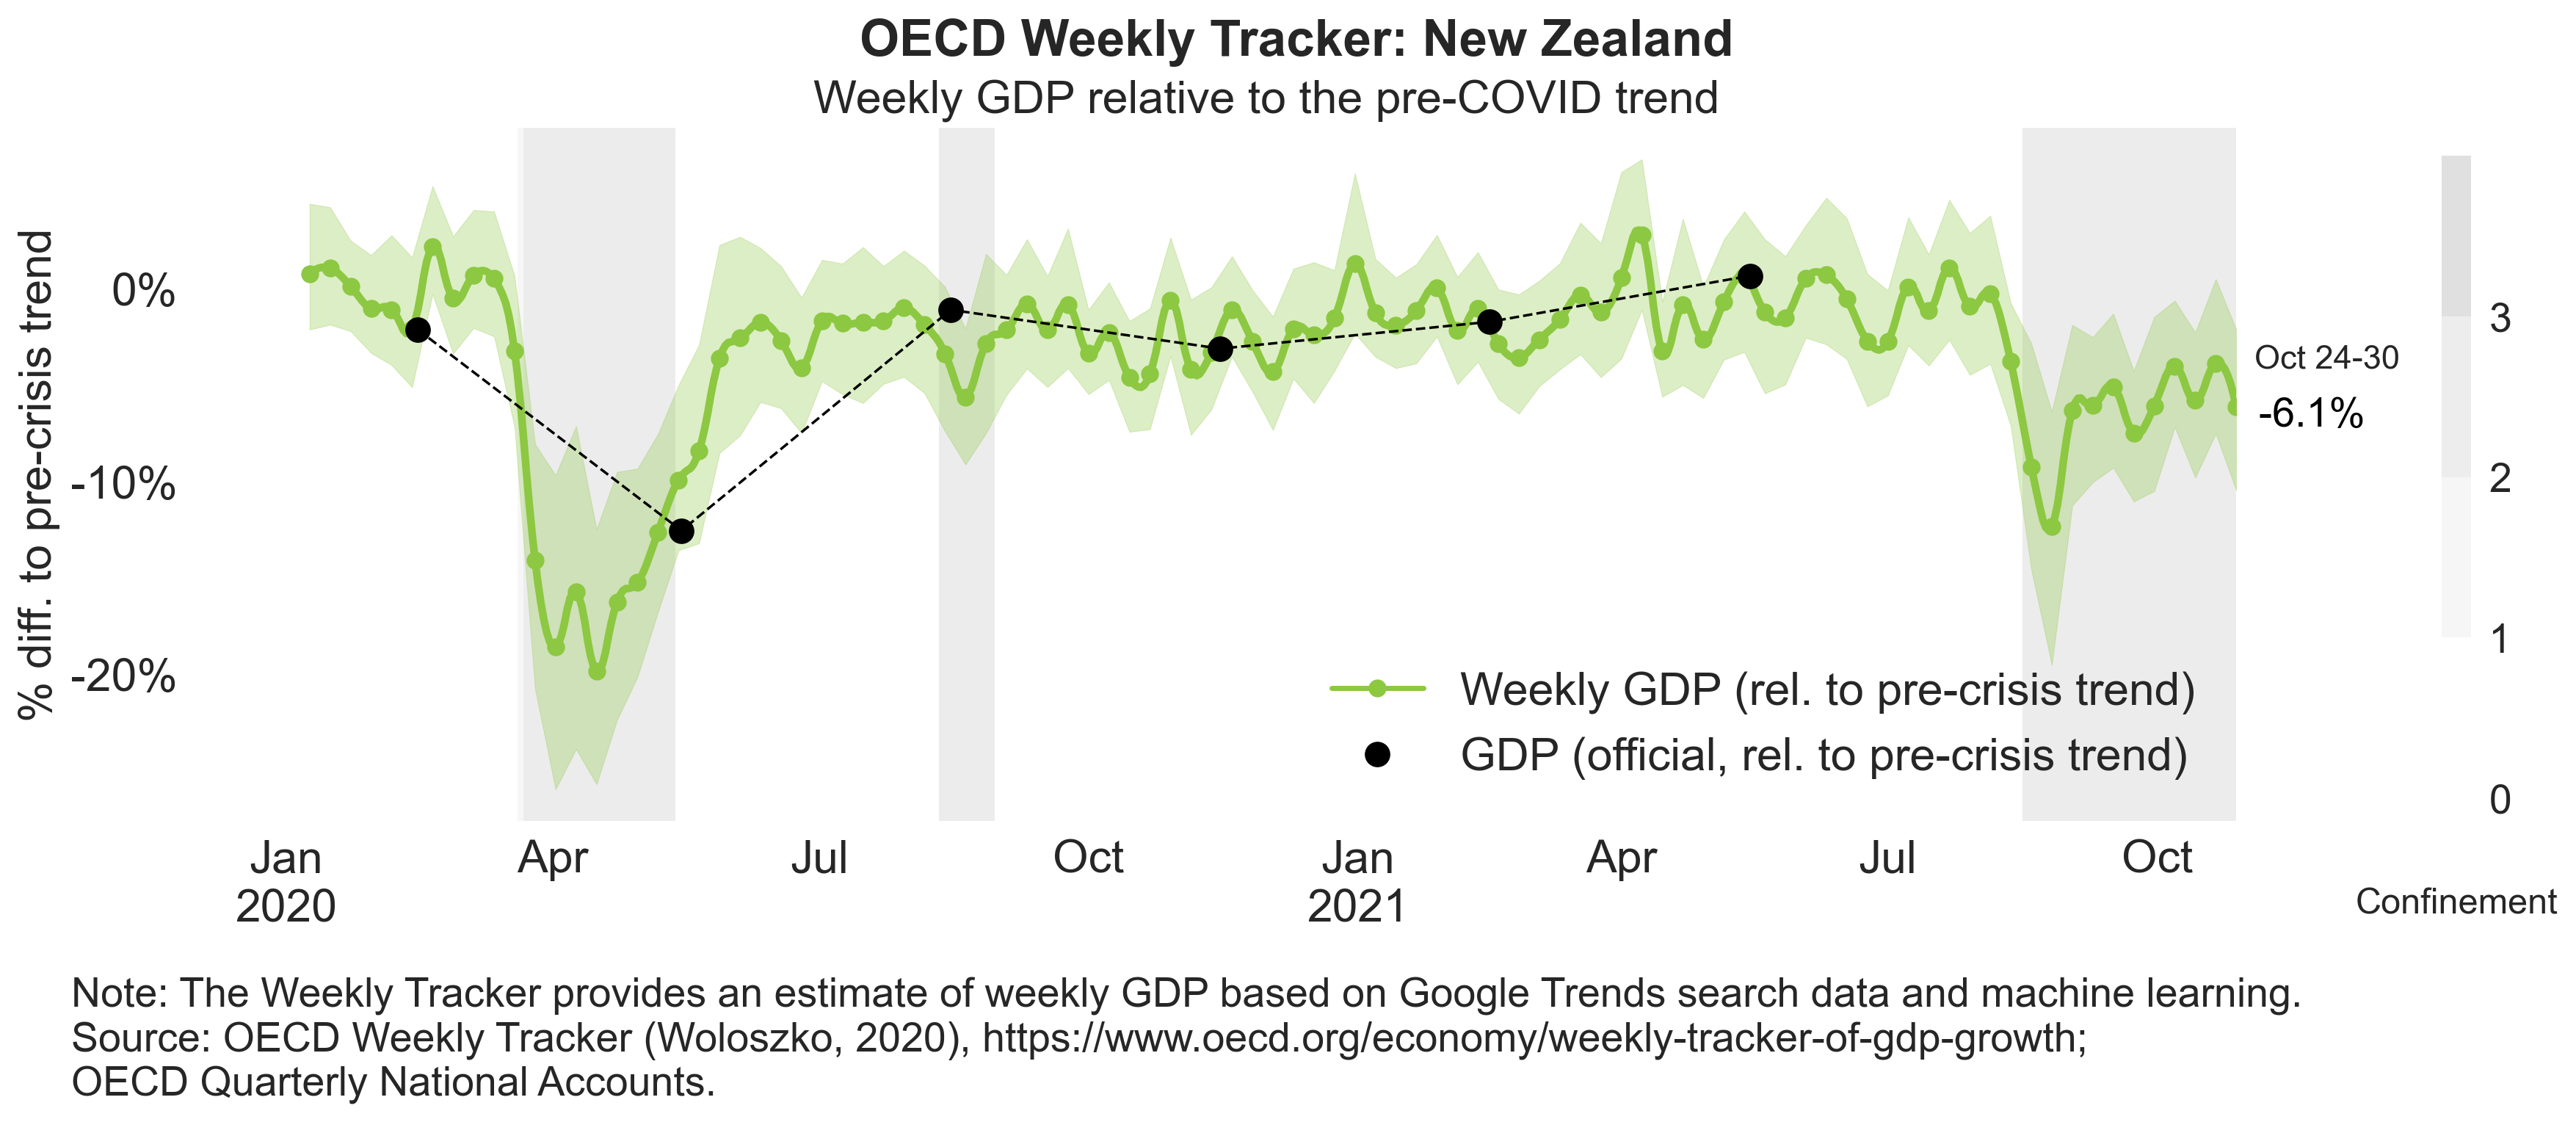 OECD Weekly Tracker: New Zealand
Weekly GDP relative to the pre-COVID trend
% diff. to pre-crisis trend
0%
-10%
-20%
Oct 24-30
-6.1%
3
2
1
0
Weekly GDP (rel. to pre-crisis trend)
GDP (official, rel. to pre-crisis trend)
Jan Apr Jul Oct Jan Apr Jul Oct
2020 2021
Confinement
Note: The Weekly Tracker provides an estimate of weekly GDP based on Google Trends search data and machine learning.
Source: OECD Weekly Tracker (Woloszko, 2020), https://www.oecd.org/economy/weekly-tracker-of-gdp-growth;
OECD Quarterly National Accounts.